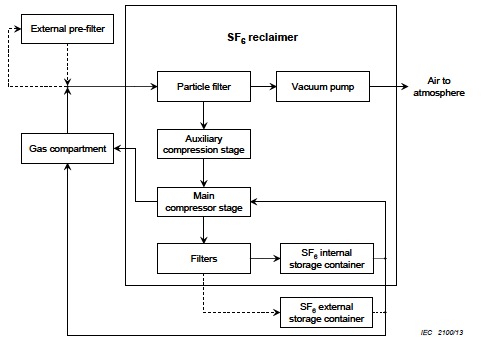 External pre-filter
SF6 reclaimer
Particle filter
Vacuum pump
Air to
atmosphere
Auxiliary
compression stage
Gas compartment
Main
compressor stage
Filters
SF6 internal
storage container
SF6 external
storage container
IEC 2100/13